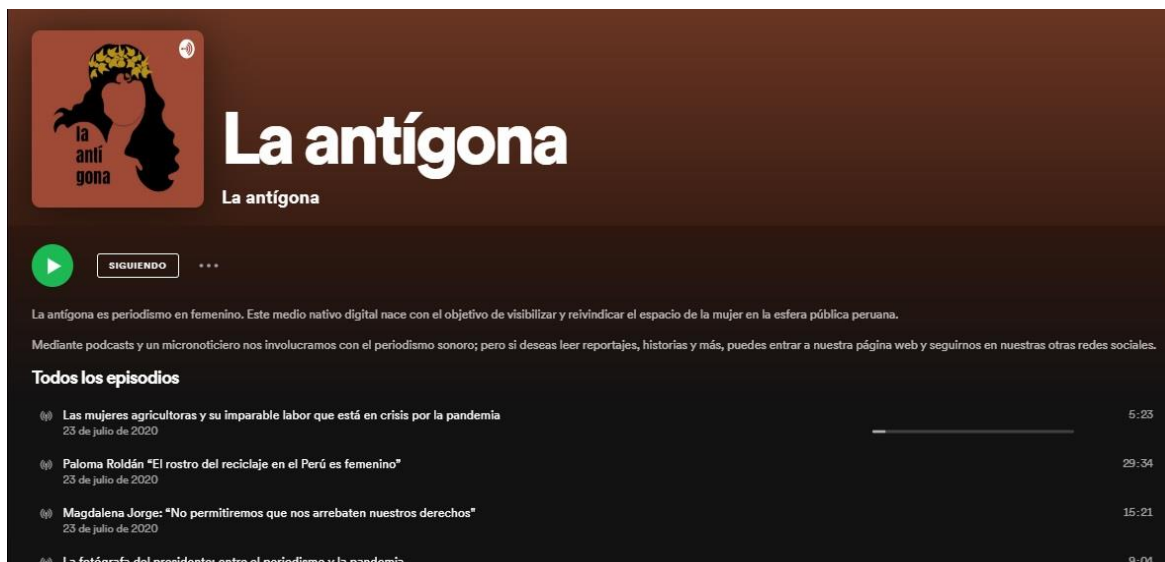 la
antí
gona
La antígona
La antígona
SIGUIENDO
La antígona es periodismo en femenino. Este medio nativo digital nace con el objetivo de visibilizar y reivindicar el espacio de la mujer en la esfera pública peruana.
Mediante podcasts y un micronoticiero nos involucramos con el periodismo sonoro; pero si deseas leer reportajes, historias y más, puedes entrar a nuestra página web y seguirnos en nuestras otras redes sociales.
Todos los episodios
Las mujeres agricultoras y su imparable labor que está en crisis por la pandemia 5:23
23 de julio de 2020
Paloma Roldán “El rostro del reciclaje en el Perú es femenino” 29:34
23 de julio de 2020
Magdalena Jorge: “No permitiremos que nos arrebaten nuestros derechos” 15:21
23 de julio de 2020
La fotógrafa del presidente: entre el periodismo y la pandemia 9:04